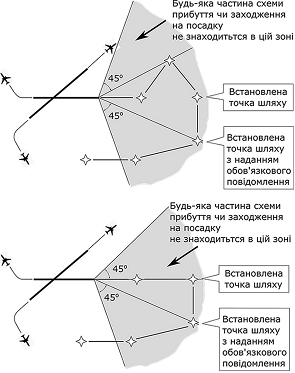 Будь-яка частина схеми
прибуття чи заходження
на посадку
не знаходитьтся в цій зоні
45°
45°
Встановлена
точка шляху
Встановлена
точка шляху
з наданням
обов'язкового
повідомлення
Будь-яка частина схеми
прибуття чи заходження
на посадку
не знаходитьтся в цій зоні
45°
45°
Встановлена
точка шляху
Встановлена
точка шляху
з наданням
обов'язкового
повідомлення